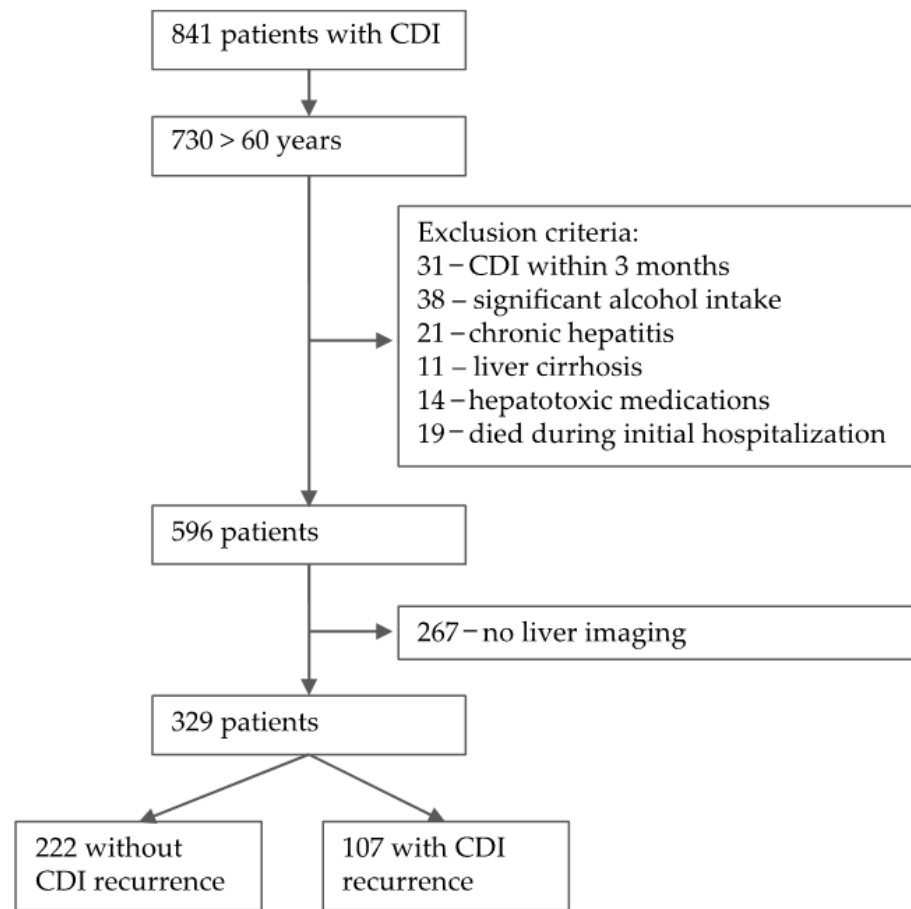 841 patients with CDI
730 > 60 years
Exclusion criteria:
31 – CDI within 3 months
38 – significant alcohol intake
21 – chronic hepatitis
11 – liver cirrhosis
14 – hepatotoxic medications
19 – died during initial hospitalization
596 patients
267 – no liver imaging
329 patients
222 without
CDI recurrence
107 with CDI
recurrence